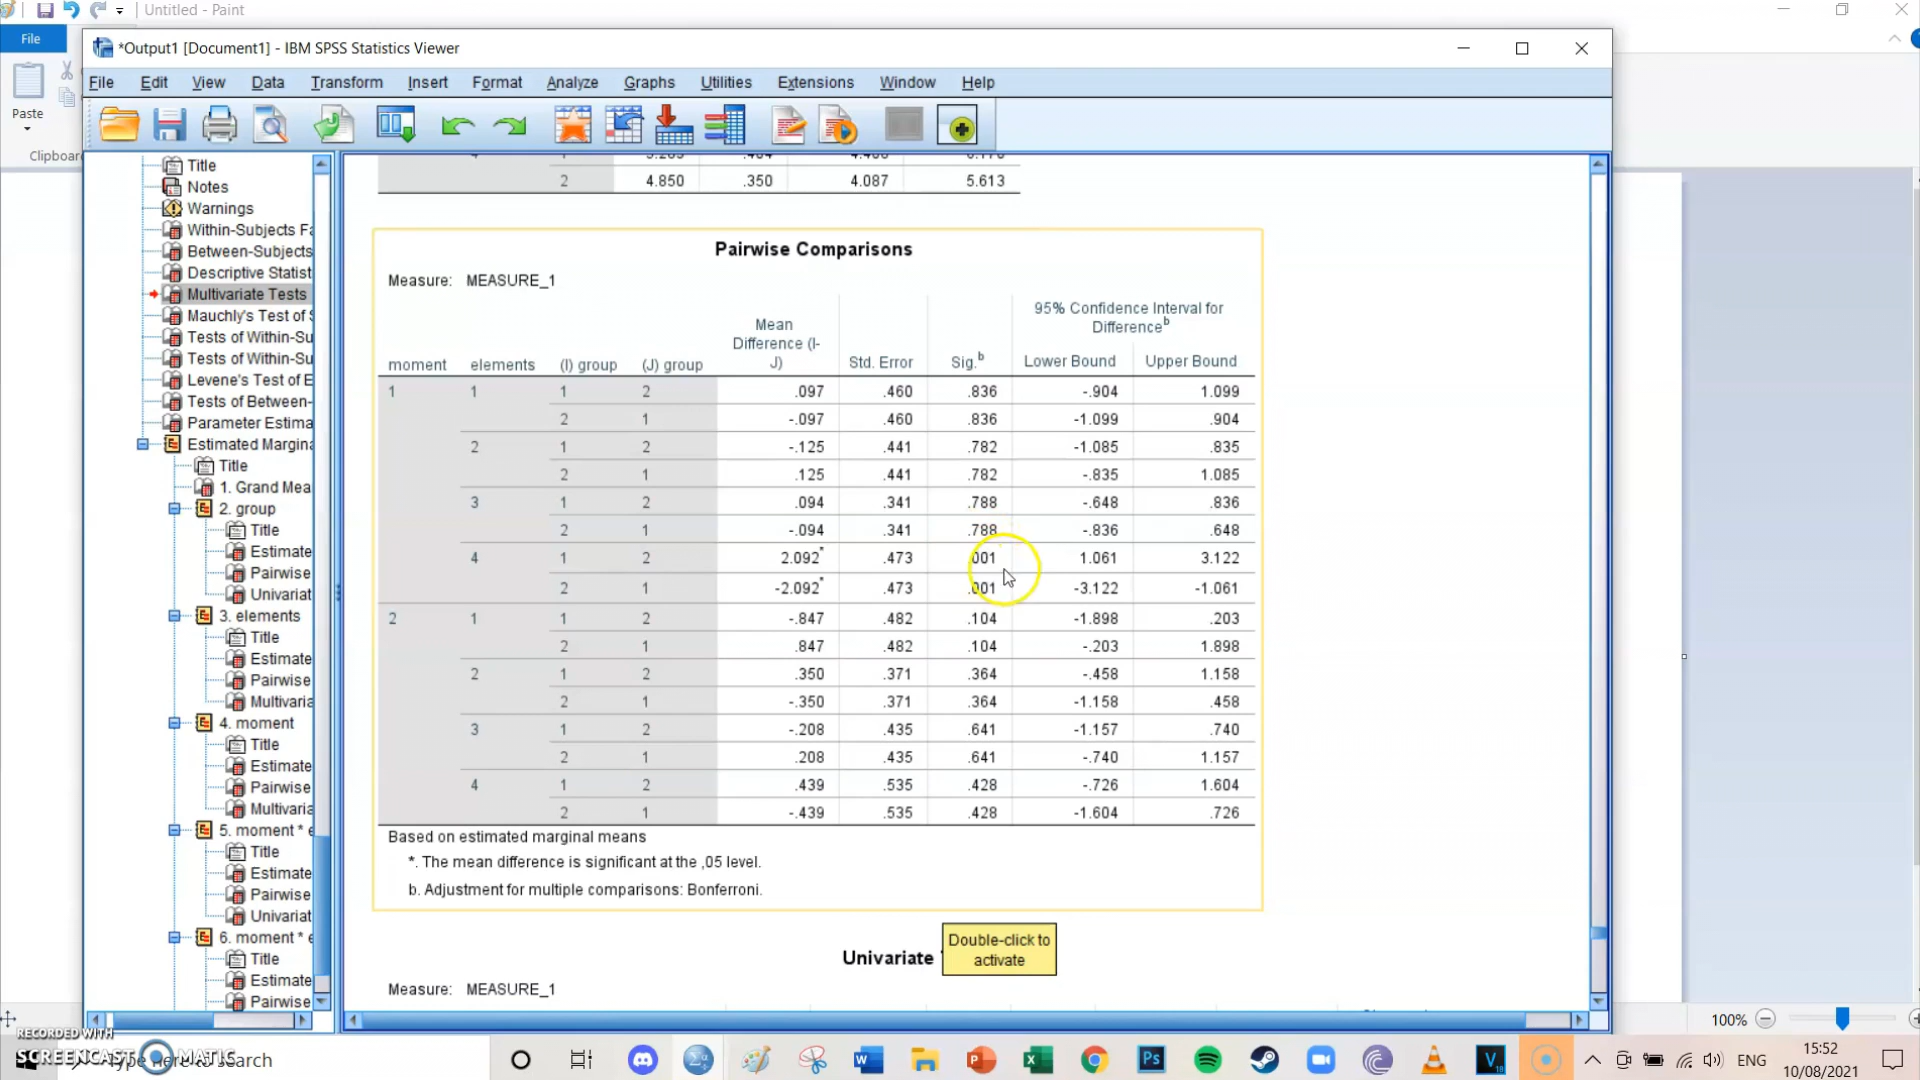 Untitled - Paint
File
*Output1 [Document1] - IBM SPSS Statistics Viewer
File Edit View Data Transform Insert Format Analyze Graphs Utilities Extensions Window Help
Paste
Clipboar
Title
Notes
Warnings
Within-Subjects Fa
Between-Subjects
Descriptive Statist
Multivariate Tests
Mauchly's Test of S
Tests of Within-Su
Tests of Within-Su
Levene's Test of E
Tests of Between-
Parameter Estima
Estimated Margina
Title
1. Grand Mea
2. group
Title
Estimate
Pairwise
Univariat
3. elements
Title
Estimate
Pairwise
Multivaria
4. moment
Title
Estimate
Pairwise
Multivaria
5. moment * e
Title
Estimate
Pairwise
Univariat
6. moment * e
Title
Estimate
Pairwise
2 4.850 .350 4.087 5.613
Pairwise Comparisons
Measure: MEASURE_1
moment elements (I) group (J) group Mean Difference (I-J) Std. Error Sig.b 95% Confidence Interval for Differenceb
Lower Bound Upper Bound
1 1 1 2 .097 .460 .836 -.904 1.099
2 1 -.097 .460 .836 -1.099 .904
2 1 2 -.125 .441 .782 -1.085 .835
2 1 .125 .441 .782 -.835 1.085
3 1 2 .094 .341 .788 -.648 .836
2 1 -.094 .341 .788 -.836 .648
4 1 2 2.092* .473 .001 1.061 3.122
2 1 -2.092* .473 .001 -3.122 -1.061
2 1 1 2 -.847 .482 .104 -1.898 .203
2 1 .847 .482 .104 -.203 1.898
2 1 2 .350 .371 .364 -.458 1.158
2 1 -.350 .371 .364 -1.158 .458
3 1 2 -.208 .435 .641 -1.157 .740
2 1 .208 .435 .641 -.740 1.157
4 1 2 .439 .535 .428 -.726 1.604
2 1 -.439 .535 .428 -1.604 .726
Based on estimated marginal means
*. The mean difference is significant at the ,05 level.
b. Adjustment for multiple comparisons: Bonferroni.
Double-click to
activate
Univariate
Measure: MEASURE_1
100%
RECORDED WITH
SCREENCAST MATIC
Type here to search
ENG
15:52
10/08/2021